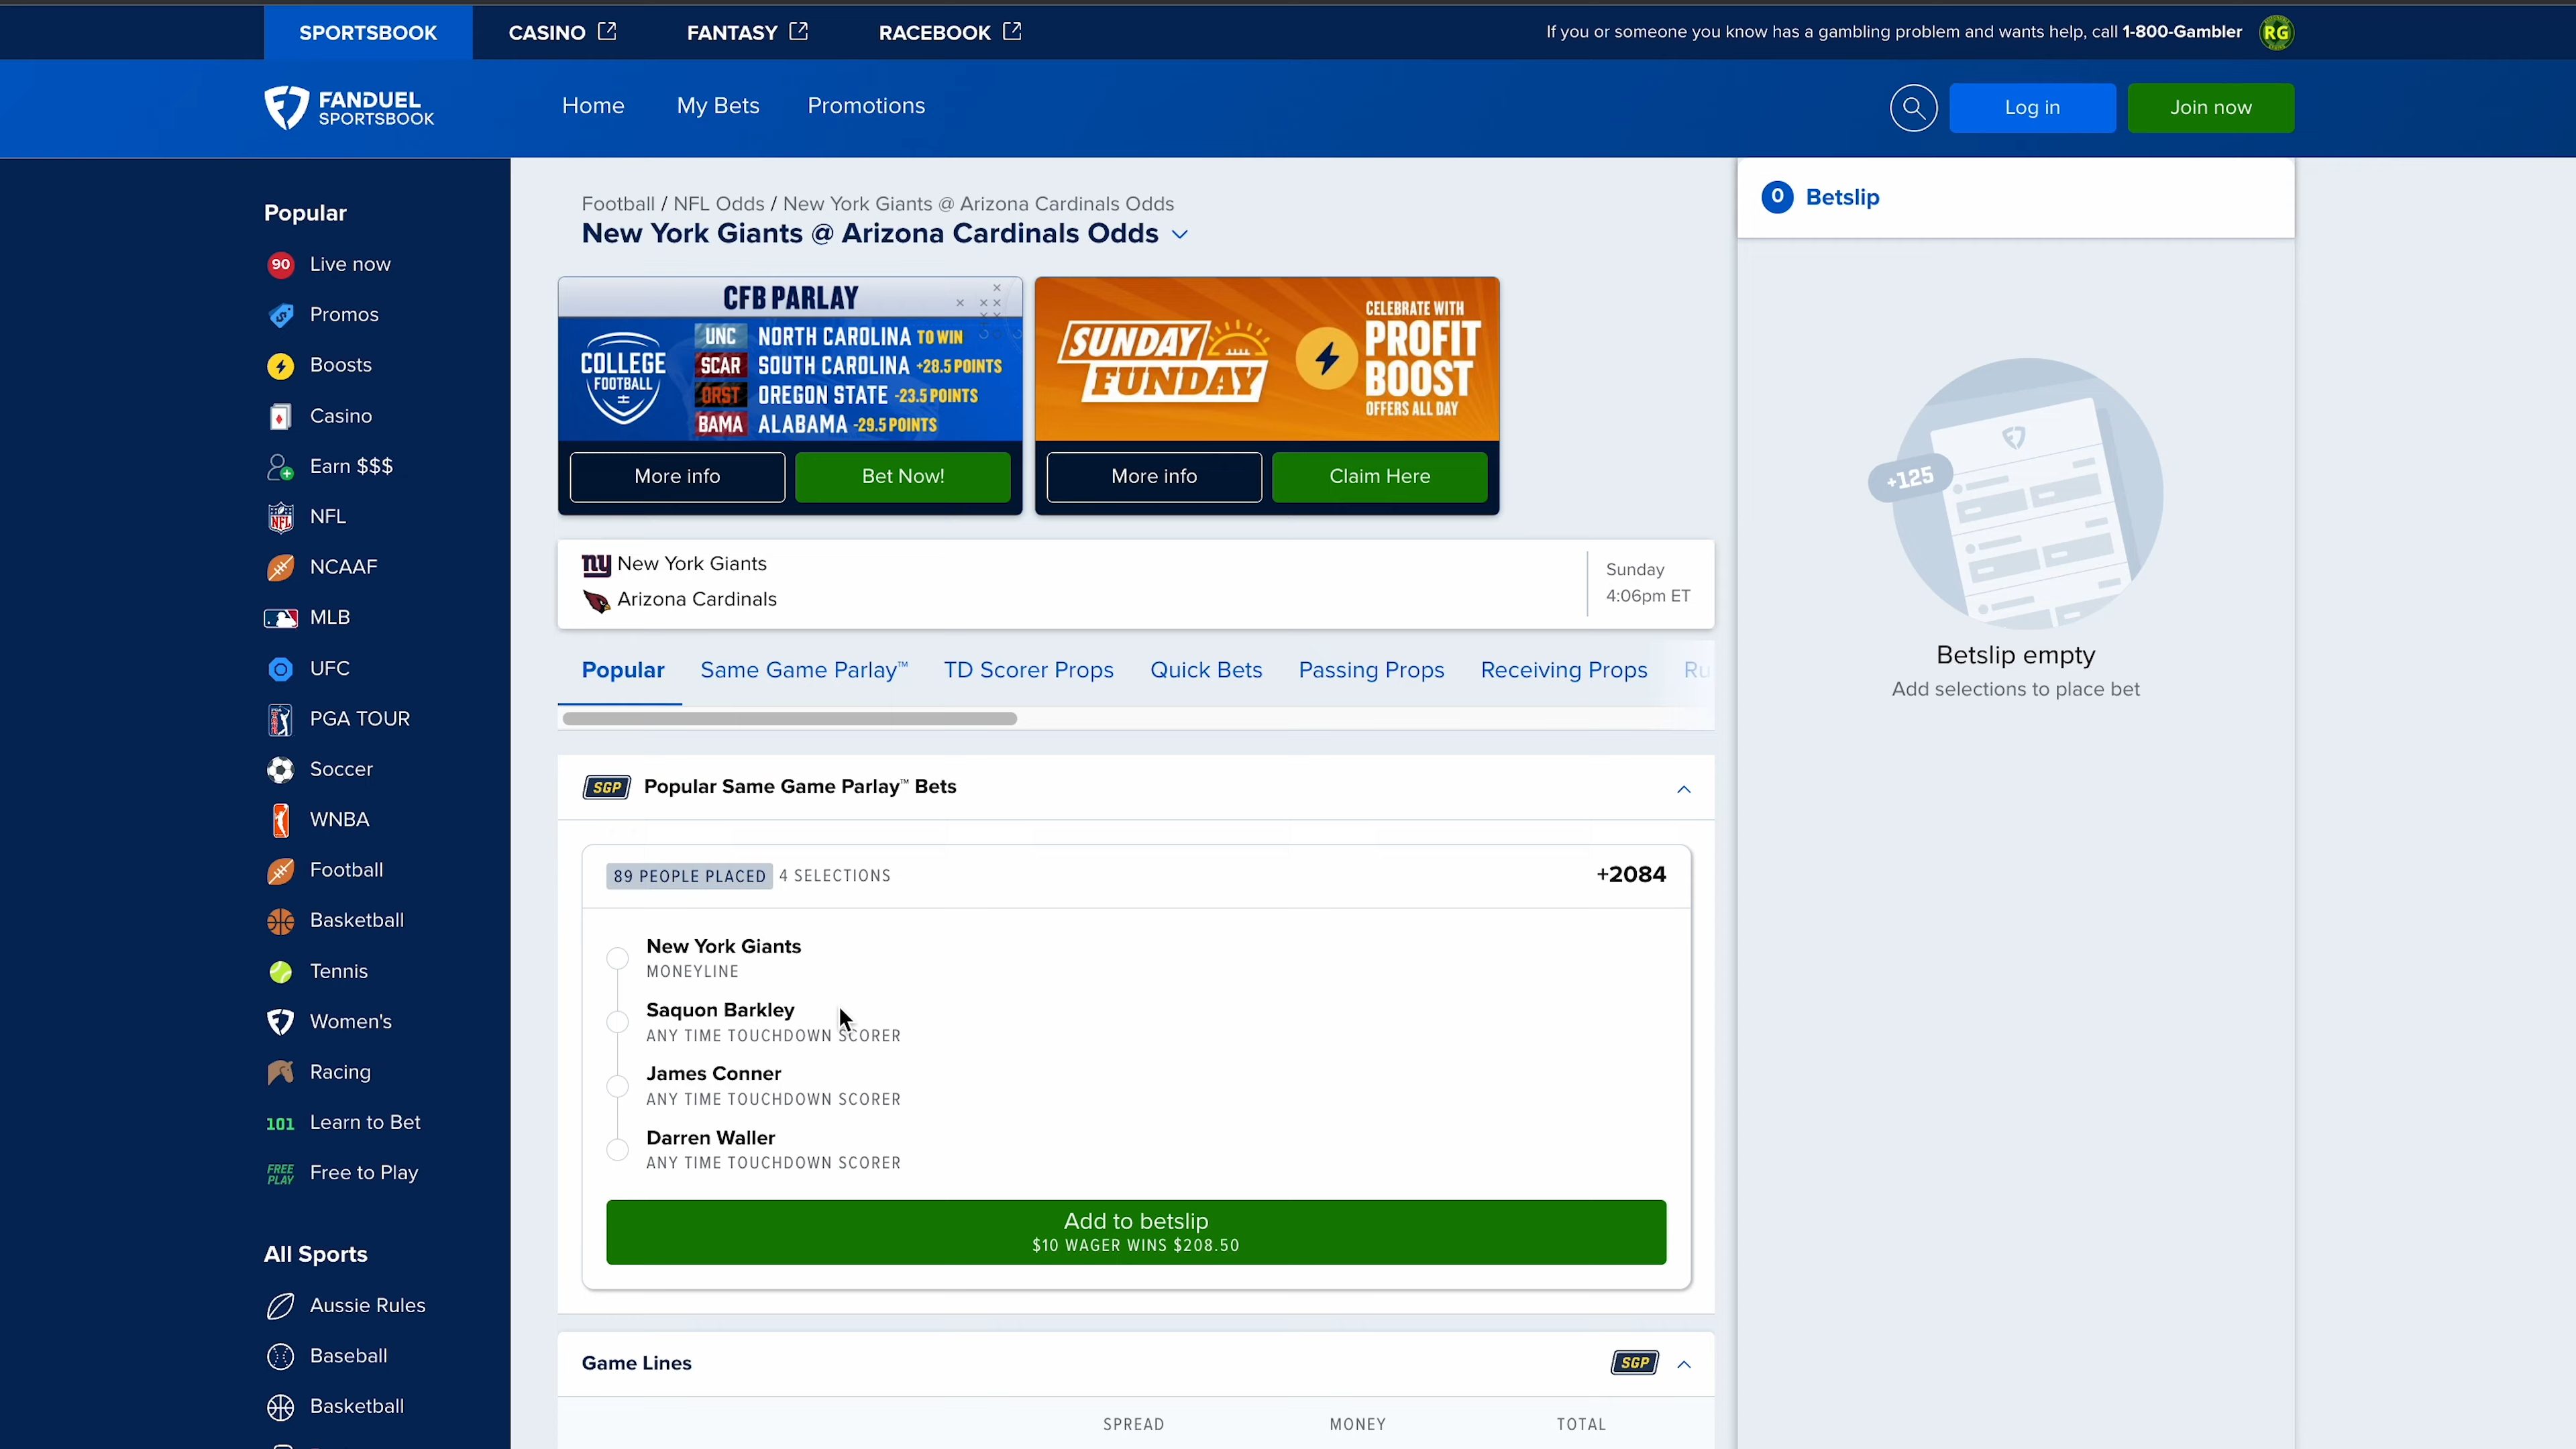 SPORTSBOOK
CASINO
FANTASY
RACEBOOK
If you or someone you know has a gambling problem and wants help, call 1-800-Gambler
RG
FANDUEL
SPORTSBOOK
Home
My Bets
Promotions
Log in
Join now
Popular
90
Live now
Promos
Boosts
Casino
Earn $$$
NFL
NFL
NCAAF
MLB
UFC
PGA TOUR
Soccer
WNBA
Football
Basketball
Tennis
Women's
Racing
101
Learn to Bet
FREE
PLAY
Free to Play
All Sports
Aussie Rules
Baseball
Basketball
Football / NFL Odds / New York Giants @ Arizona Cardinals Odds
New York Giants @ Arizona Cardinals Odds
CFB PARLAY
COLLEGE
FOOTBALL
UNC NORTH CAROLINA TO WIN
SCAR SOUTH CAROLINA +28.5 POINTS
ORST OREGON STATE -23.5 POINTS
BAMA ALABAMA -29.5 POINTS
More info
Bet Now!
SUNDAY
FUNDAY
CELEBRATE WITH
PROFIT
BOOST
OFFERS ALL DAY
More info
Claim Here
ny
New York Giants
Arizona Cardinals
Sunday
4:06pm ET
Popular
Same Game Parlay™
TD Scorer Props
Quick Bets
Passing Props
Receiving Props
Ru
SGP
Popular Same Game Parlay™ Bets
89 PEOPLE PLACED 4 SELECTIONS
+2084
New York Giants
MONEYLINE
Saquon Barkley
ANY TIME TOUCHDOWN SCORER
James Conner
ANY TIME TOUCHDOWN SCORER
Darren Waller
ANY TIME TOUCHDOWN SCORER
Add to betslip
$10 WAGER WINS $208.50
Game Lines
SGP
SPREAD
MONEY
TOTAL
0
Betslip
+125
Betslip empty
Add selections to place bet